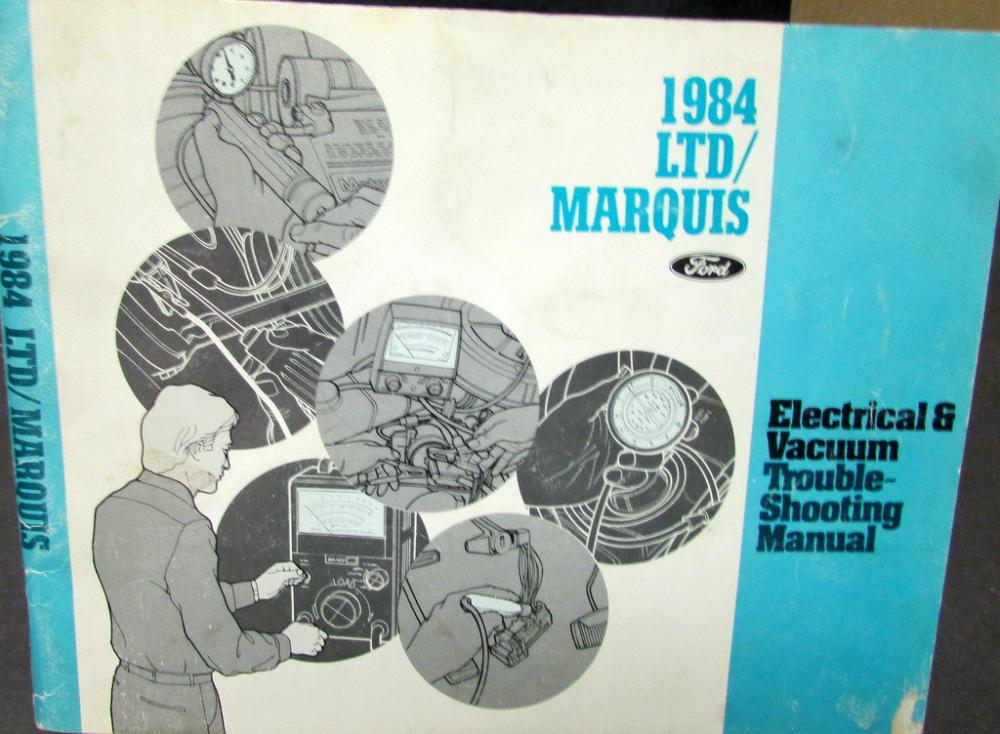 1984
LTD/
MARQUIS
Ford
Electrical &
Vacuum
Trouble-
Shooting
Manual
1984 LTD/MARQUIS
LOAD